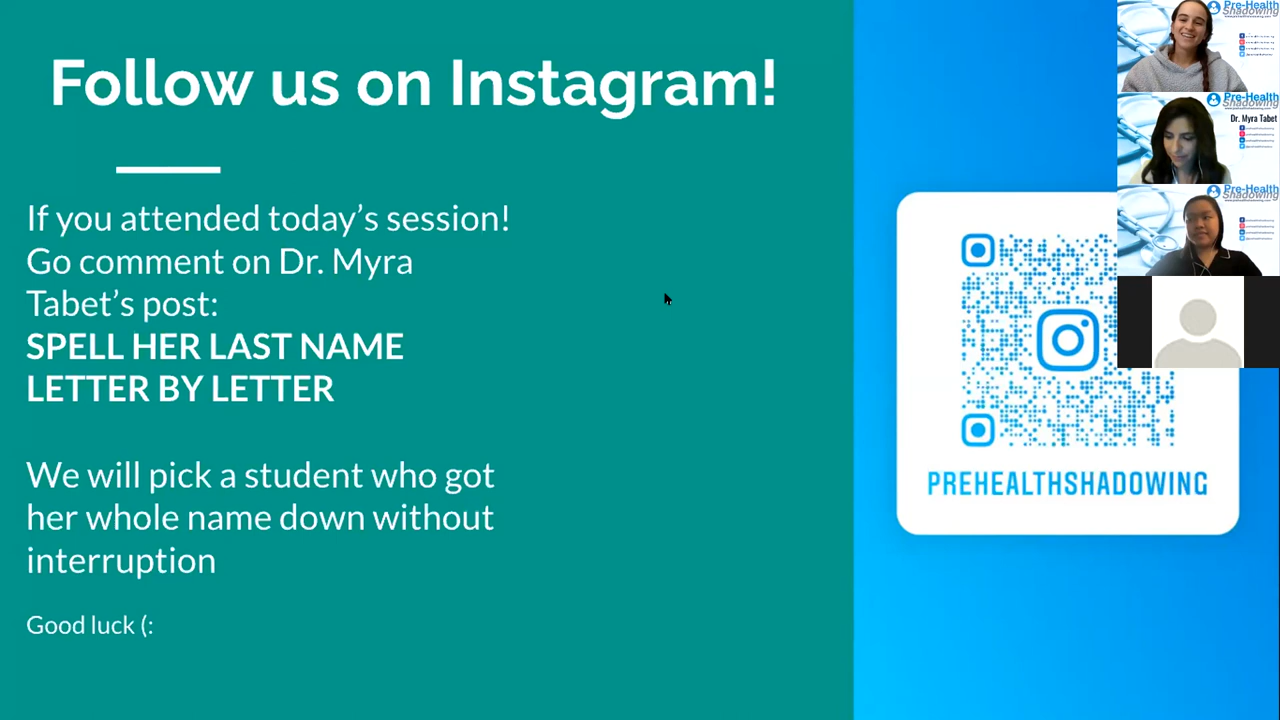 Follow us on Instagram!
If you attended today's session!
Go comment on Dr. Myra
Tabet's post:
SPELL HER LAST NAME
LETTER BY LETTER
We will pick a student who got
her whole name down without
interruption
Good luck (:
PREHEALTHSHADOWING
Pre-Health
Shadowing
Pre-Health
Shadowing
Dr. Myra Tabet
Pre-Health
Shadowing